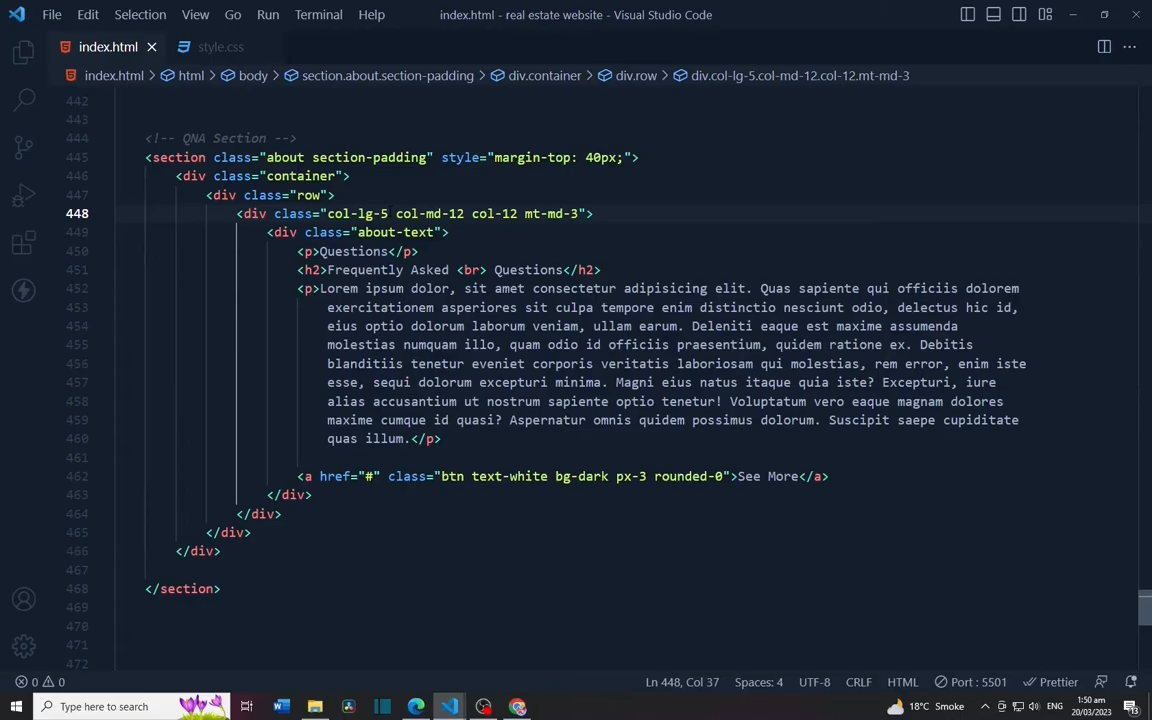 File Edit Selection View Go Run Terminal Help
index.html - real estate website - Visual Studio Code
index.html
style.css
index.html > html > body > section.about.section-padding > div.container > div.row > div.col-lg-5.col-md-12.col-12.mt-md-3
442
443
444 <!-- QNA Section -->
445 <section class="about section-padding" style="margin-top: 40px;">
446 <div class="container">
447 <div class="row">
448 <div class="col-lg-5 col-md-12 col-12 mt-md-3">
449 <div class="about-text">
450 <p>Questions</p>
451 <h2>Frequently Asked <br> Questions</h2>
452 <p>Lorem ipsum dolor, sit amet consectetur adipisicing elit. Quas sapiente qui officiis dolorem
453 exercitationem asperiores sit culpa tempore enim distinctio nesciunt odio, delectus hic id,
454 eius optio dolorum laborum veniam, ullam earum. Deleniti eaque est maxime assumenda
455 molestias numquam illo, quam odio id officiis praesentium, quidem ratione ex. Debitis
456 blanditiis tenetur eveniet corporis veritatis laboriosam qui molestias, rem error, enim iste
457 esse, sequi dolorum excepturi minima. Magni eius natus itaque quia iste? Excepturi, iure
458 alias accusantium ut nostrum sapiente optio tenetur! Voluptatum vero eaque magnam dolores
459 maxime cumque id quasi? Aspernatur omnis quidem possimus dolorum. Suscipit saepe cupiditate
460 quas illum.</p>
461
462 <a href="#" class="btn text-white bg-dark px-3 rounded-0">See More</a>
463 </div>
464 </div>
465 </div>
466 </div>
467
468 </section>
469
470
471
472
0 0
Ln 448, Col 37 Spaces: 4 UTF-8 CRLF HTML Port : 5501 Prettier
Type here to search
18°C Smoke
ENG
1:50 am
20/03/2023
13